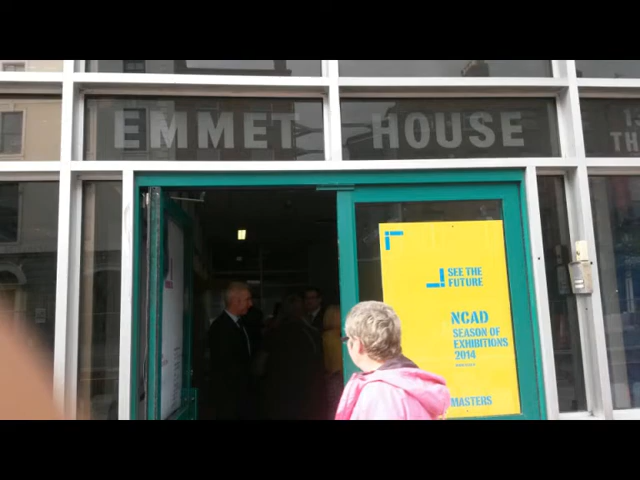 EMMET HOUSE
SEE THE
FUTURE
NCAD
SEASON OF
EXHIBITIONS
2014
MASTERS